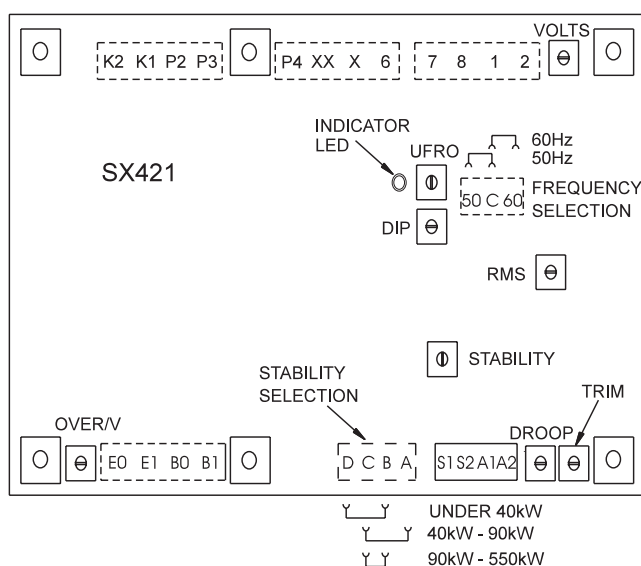 VOLTS
K2 K1 P2 P3
P4 XX X 6
7 8 1 2
INDICATOR
LED
UFRO
60Hz
50Hz
SX421
50 C 60
FREQUENCY
SELECTION
DIP
RMS
STABILITY
STABILITY
SELECTION
TRIM
OVER/V
DROOP
E0 E1 B0 B1
D C B A
S1 S2 A1 A2
UNDER 40kW
40kW - 90kW
90kW - 550kW